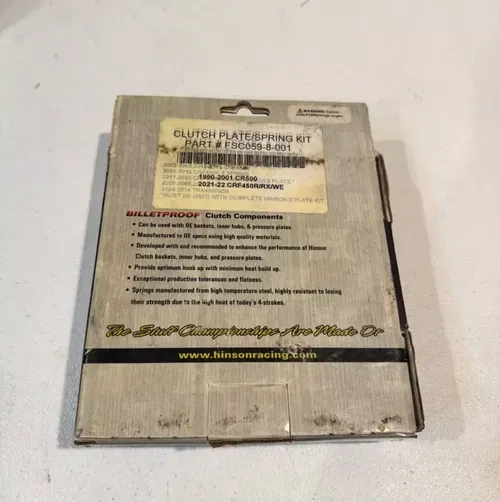 WARNING:
CLUTCH PLATE/SPRING KIT
PART # FSC059-8-001
1990-2001 CR500
2021-22 CRF450R/RX/WE
*MUST BE USED WITH COMPLETE HINSON 8 PLATE KIT
BILLETPROOF Clutch Components
• Can be used with OE baskets, inner hubs, & pressure plates.
• Manufactured to OE specs using high quality materials.
• Developed with and recommended to enhance the performance of Hinson
Clutch baskets, inner hubs, and pressure plates.
• Provide optimum hook up with minimum heat build up.
• Exceptional production tolerances and flatness.
• Springs manufactured from high temperature steel, highly resistant to losing
their strength due to the high heat of today's 4-strokes.
The Stuff Championships Are Made Of
www.hinsonracing.com